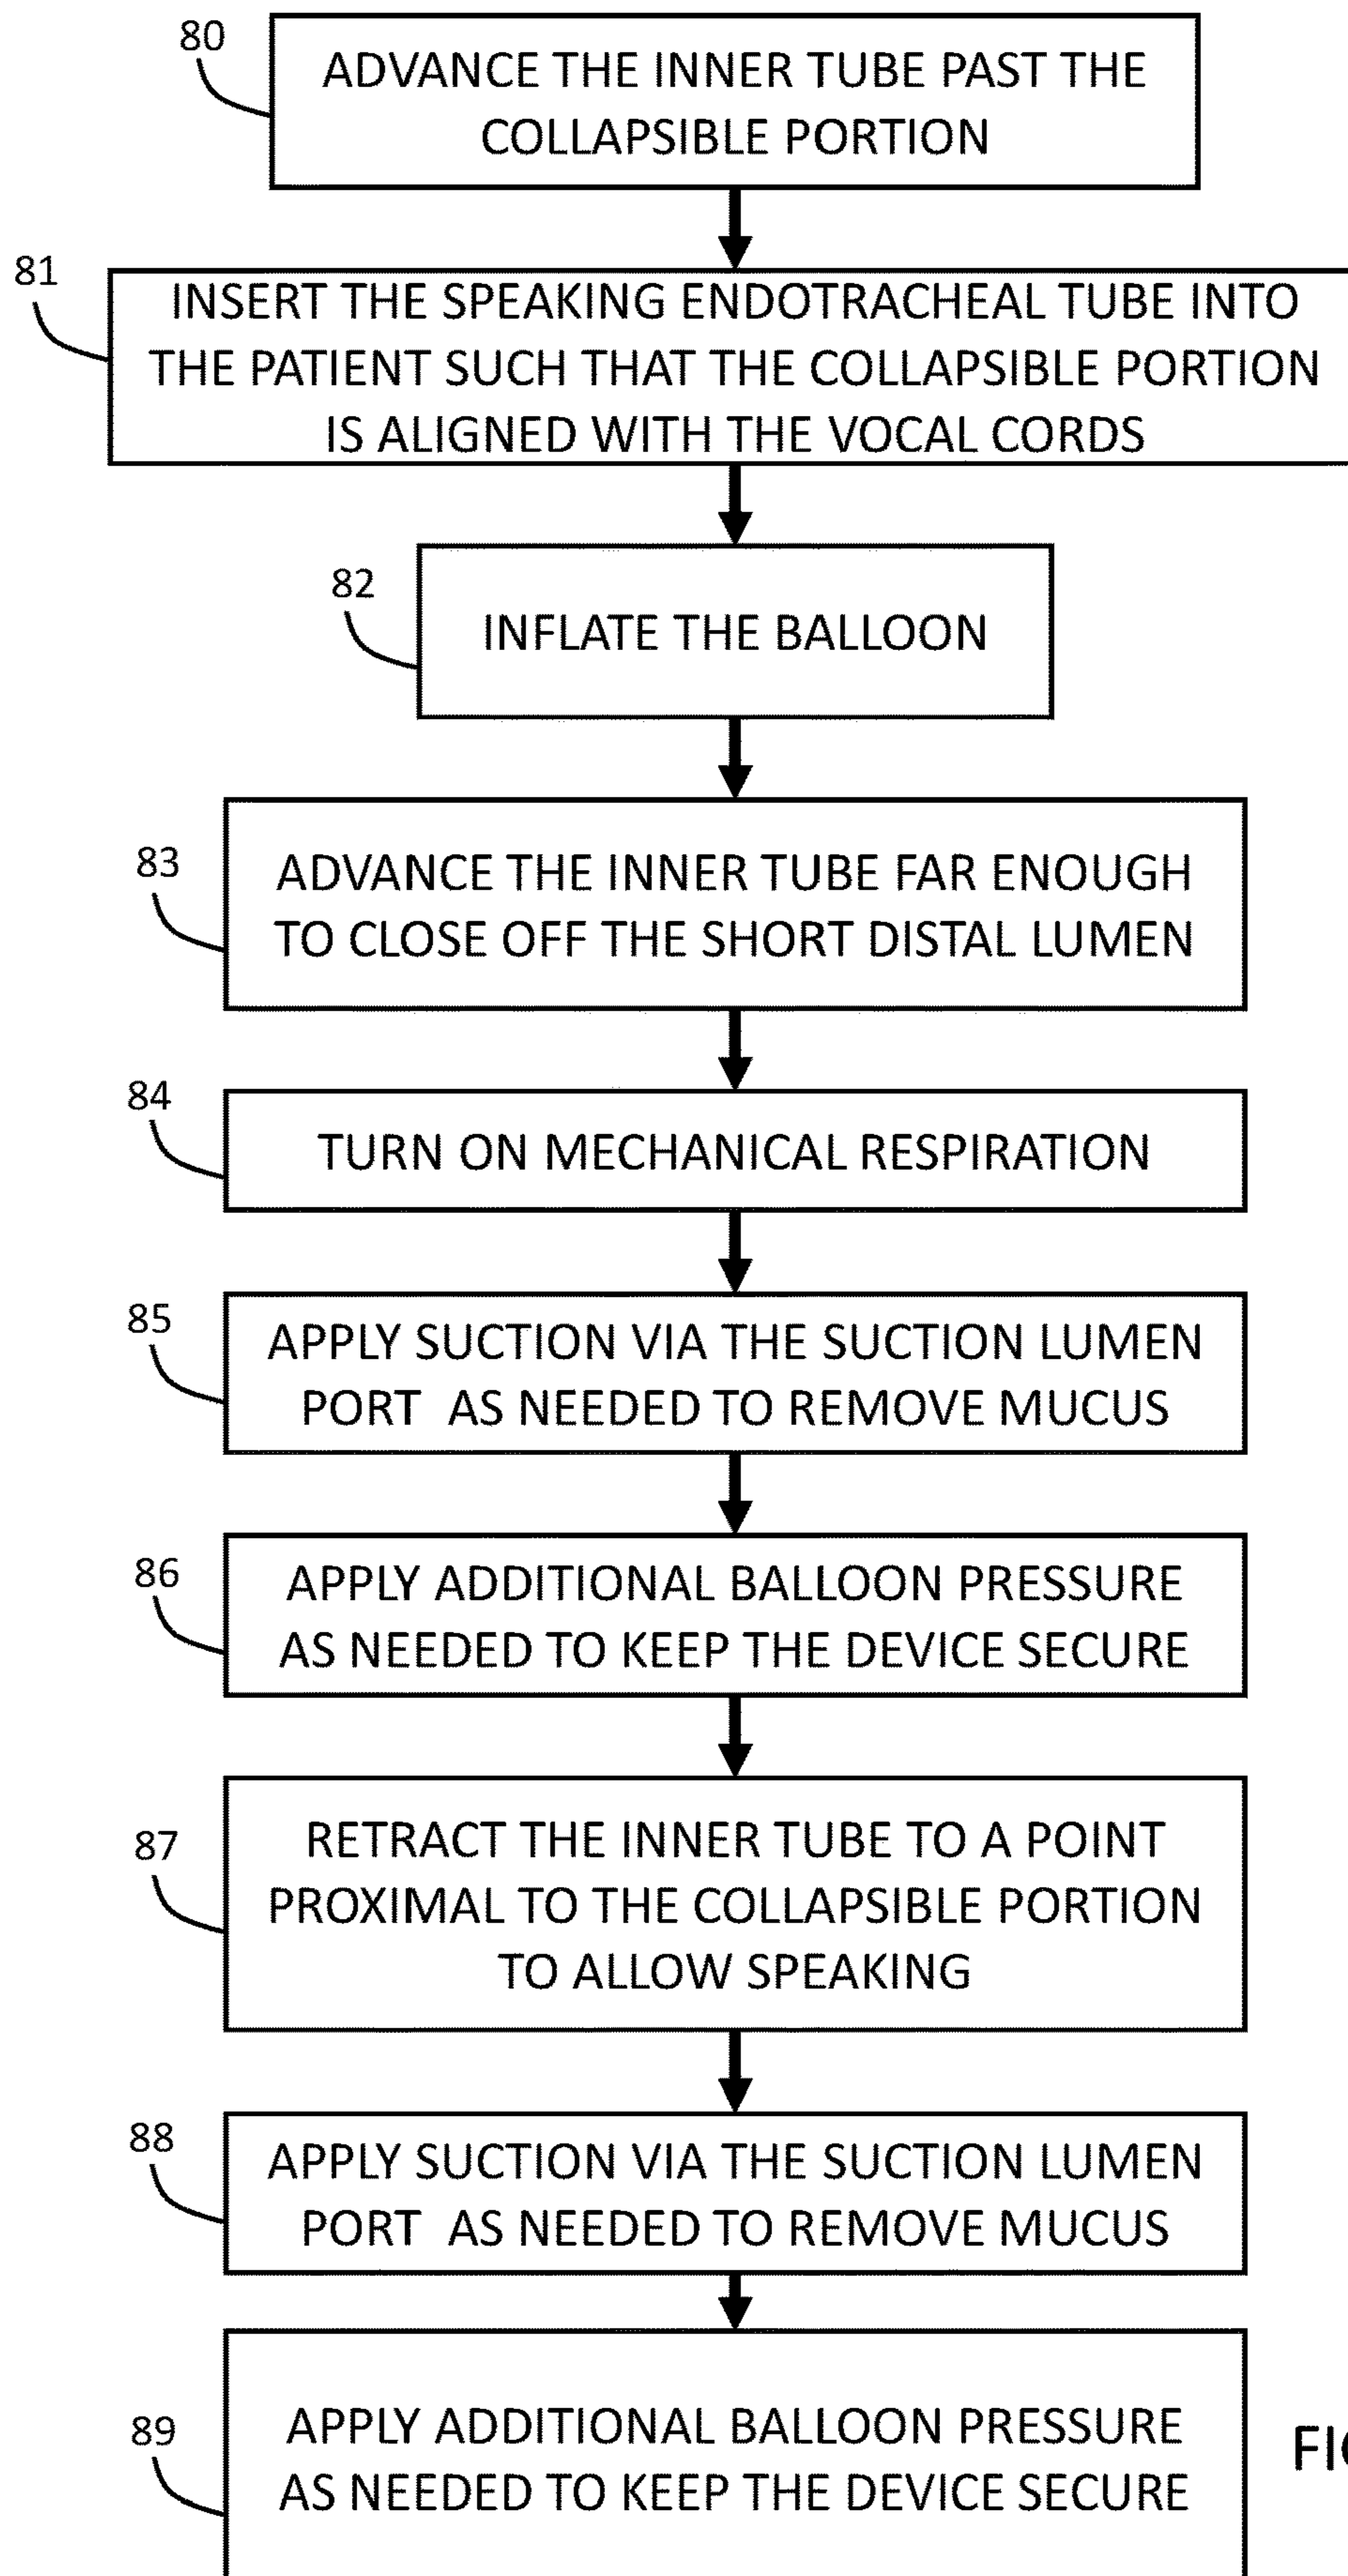 80
ADVANCE THE INNER TUBE PAST THE
COLLAPSIBLE PORTION
81
INSERT THE SPEAKING ENDOTRACHEAL TUBE INTO
THE PATIENT SUCH THAT THE COLLAPSIBLE PORTION
IS ALIGNED WITH THE VOCAL CORDS
82
INFLATE THE BALLOON
83
ADVANCE THE INNER TUBE FAR ENOUGH
TO CLOSE OFF THE SHORT DISTAL LUMEN
84
TURN ON MECHANICAL RESPIRATION
85
APPLY SUCTION VIA THE SUCTION LUMEN
PORT AS NEEDED TO REMOVE MUCUS
86
APPLY ADDITIONAL BALLOON PRESSURE
AS NEEDED TO KEEP THE DEVICE SECURE
87
RETRACT THE INNER TUBE TO A POINT
PROXIMAL TO THE COLLAPSIBLE PORTION
TO ALLOW SPEAKING
88
APPLY SUCTION VIA THE SUCTION LUMEN
PORT AS NEEDED TO REMOVE MUCUS
89
APPLY ADDITIONAL BALLOON PRESSURE
AS NEEDED TO KEEP THE DEVICE SECURE